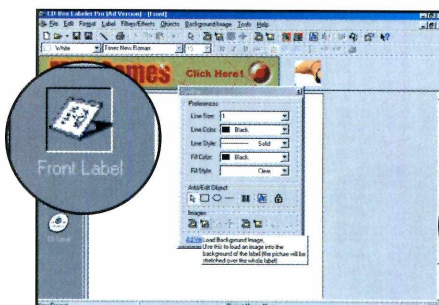 CD Box Labeler Pro [Ad Version] - [Front]
File Edit Format Label Filters/Effects Objects Background Image Tools Help
White Times New Roman
Games Click Here!
Front Label
Preferences
Line Size: 1
Line Color: Black
Line Style: Solid
Fill Color: Black
Fill Style: Clear
Add/Edit Object
Images
Load Background Image.
Use this to load an image into the
background of the label (the picture will be
stretched over the whole label)